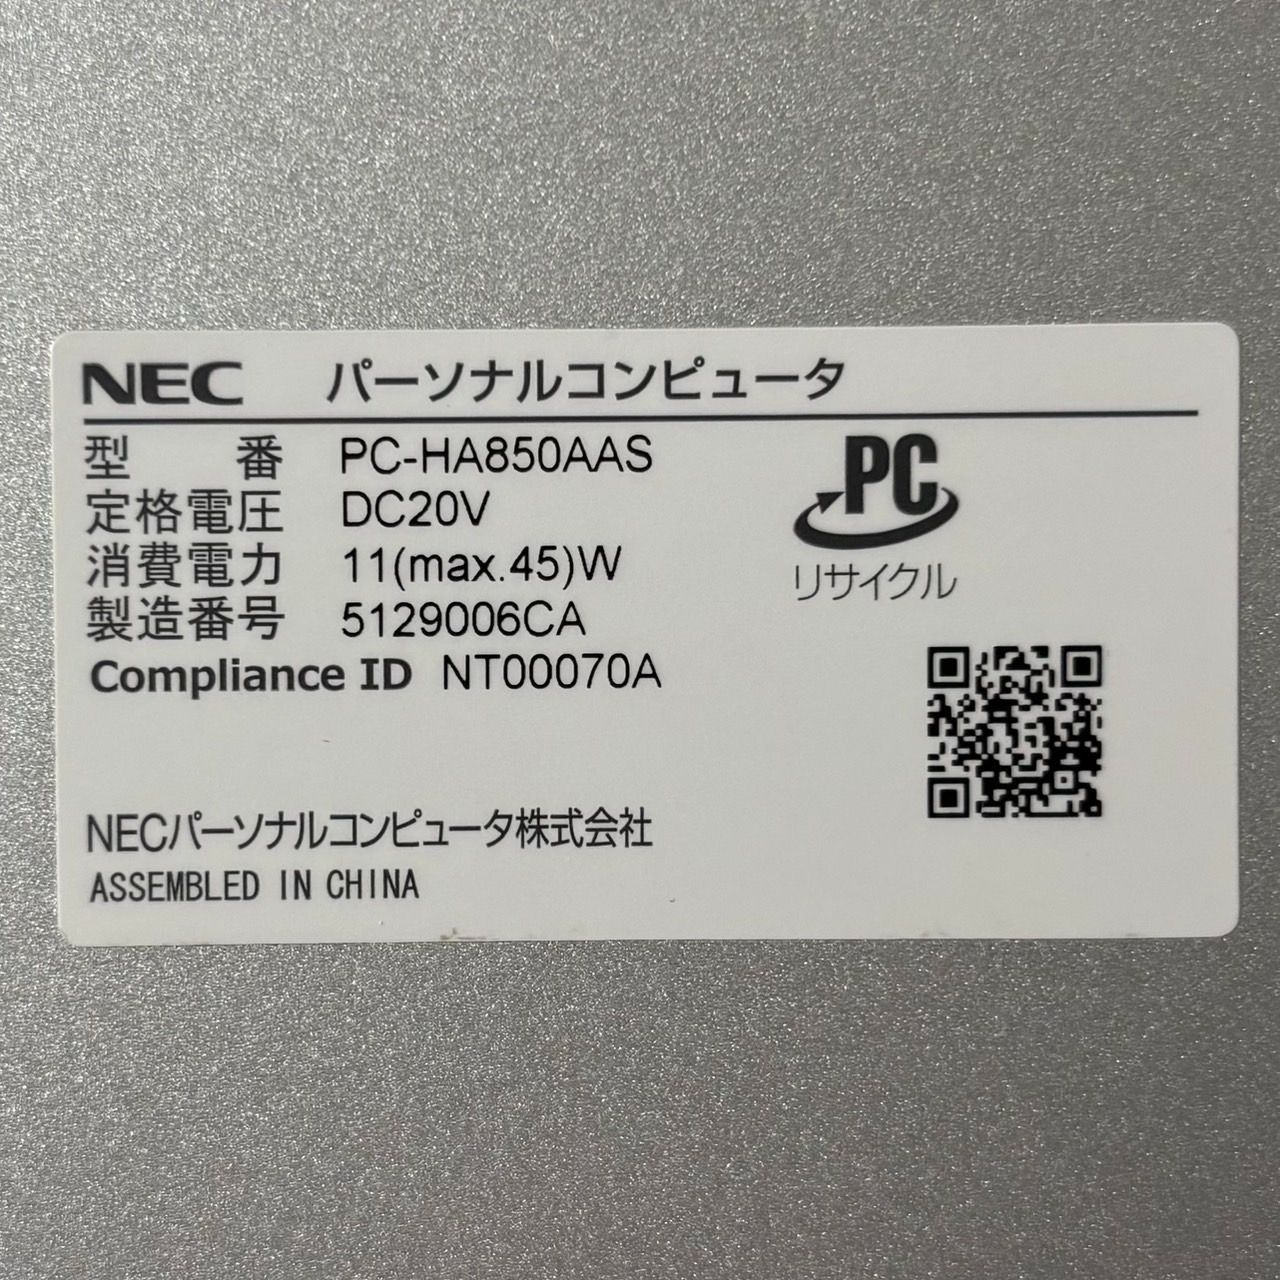 NEC パーソナルコンピュータ
型番 PC-HA850AAS
定格電圧 DC20V
消費電力 11(max.45)W
製造番号 5129006CA
Compliance ID NT00070A
PC
リサイクル
NECパーソナルコンピュータ株式会社
ASSEMBLED IN CHINA